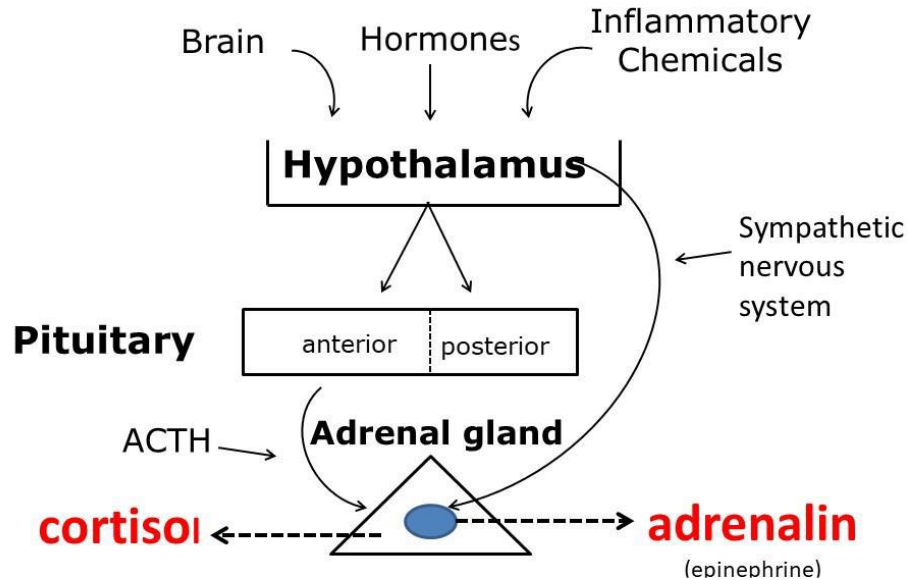 Brain
Hormones
Inflammatory
Chemicals
Hypothalamus
Sympathetic
nervous
system
Pituitary
anterior
posterior
ACTH
Adrenal gland
cortisol
adrenalin
(epinephrine)